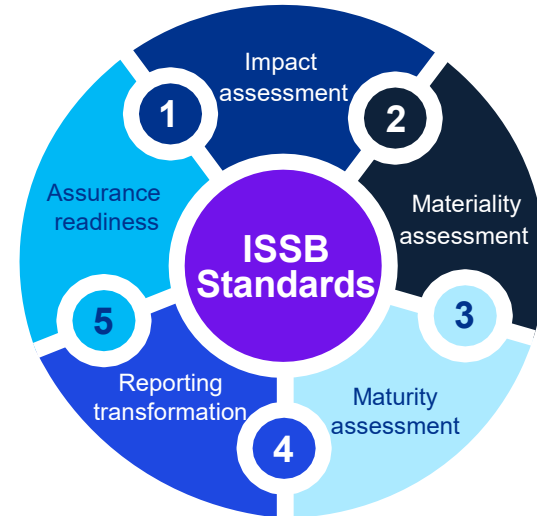 1
Impact
assessment
2
Materiality
assessment
3
Maturity
assessment
4
Reporting
transformation
5
Assurance
readiness
ISSB
Standards